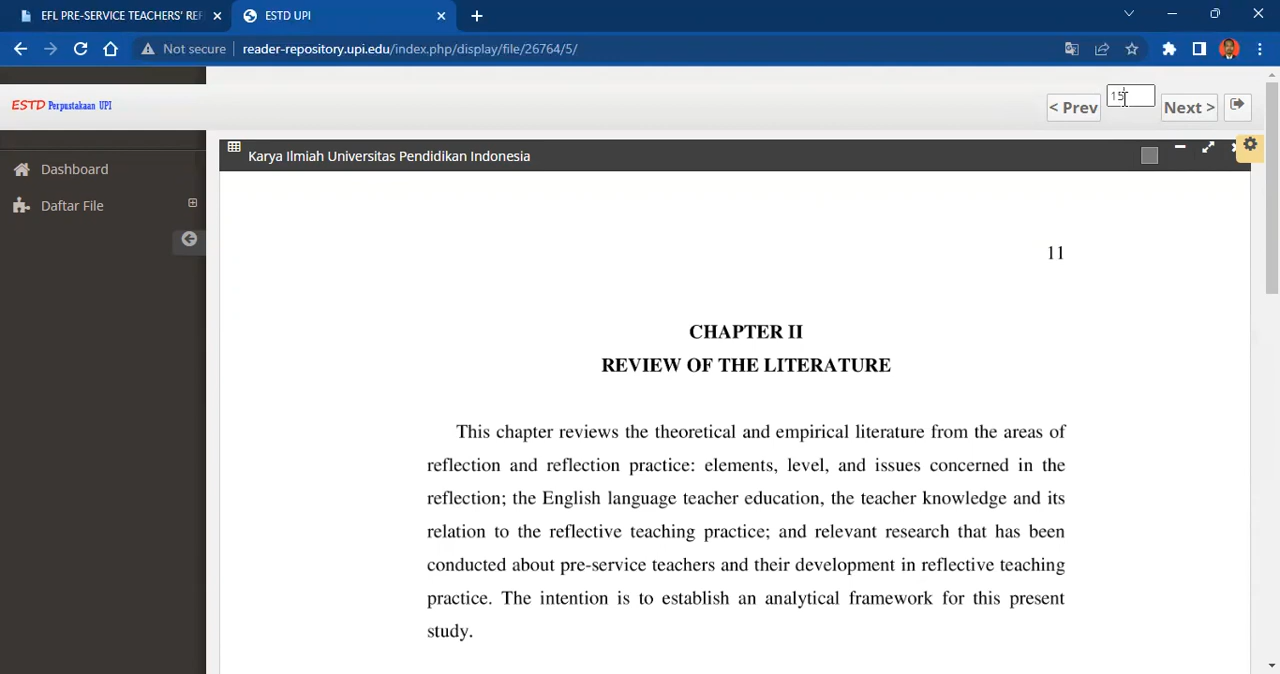 EFL PRE-SERVICE TEACHERS' REF
ESTD UPI
Not secure
reader-repository.upi.edu/index.php/display/file/26764/5/
ESTD Perpustakaan UPI
< Prev
15
Next >
Dashboard
Daftar File
Karya Ilmiah Universitas Pendidikan Indonesia
11
CHAPTER II
REVIEW OF THE LITERATURE
This chapter reviews the theoretical and empirical literature from the areas of
reflection and reflection practice: elements, level, and issues concerned in the
reflection; the English language teacher education, the teacher knowledge and its
relation to the reflective teaching practice; and relevant research that has been
conducted about pre-service teachers and their development in reflective teaching
practice. The intention is to establish an analytical framework for this present
study.